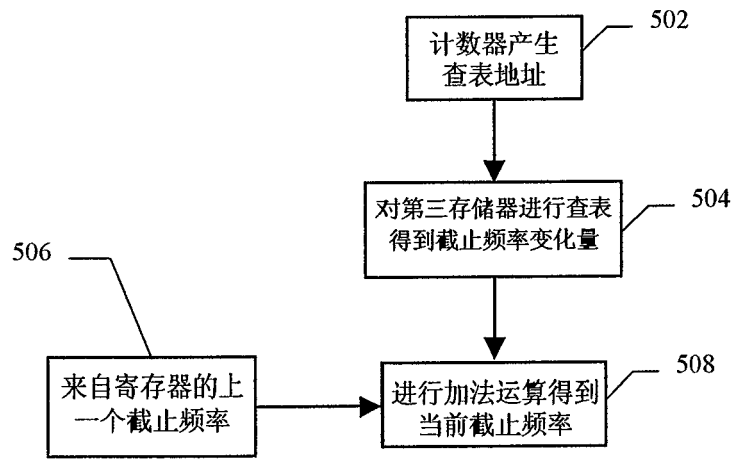 502
计数器产生
查表地址
504
对第三存储器进行查表
得到截止频率变化量
506
来自寄存器的上
一个截止频率
508
进行加法运算得到
当前截止频率